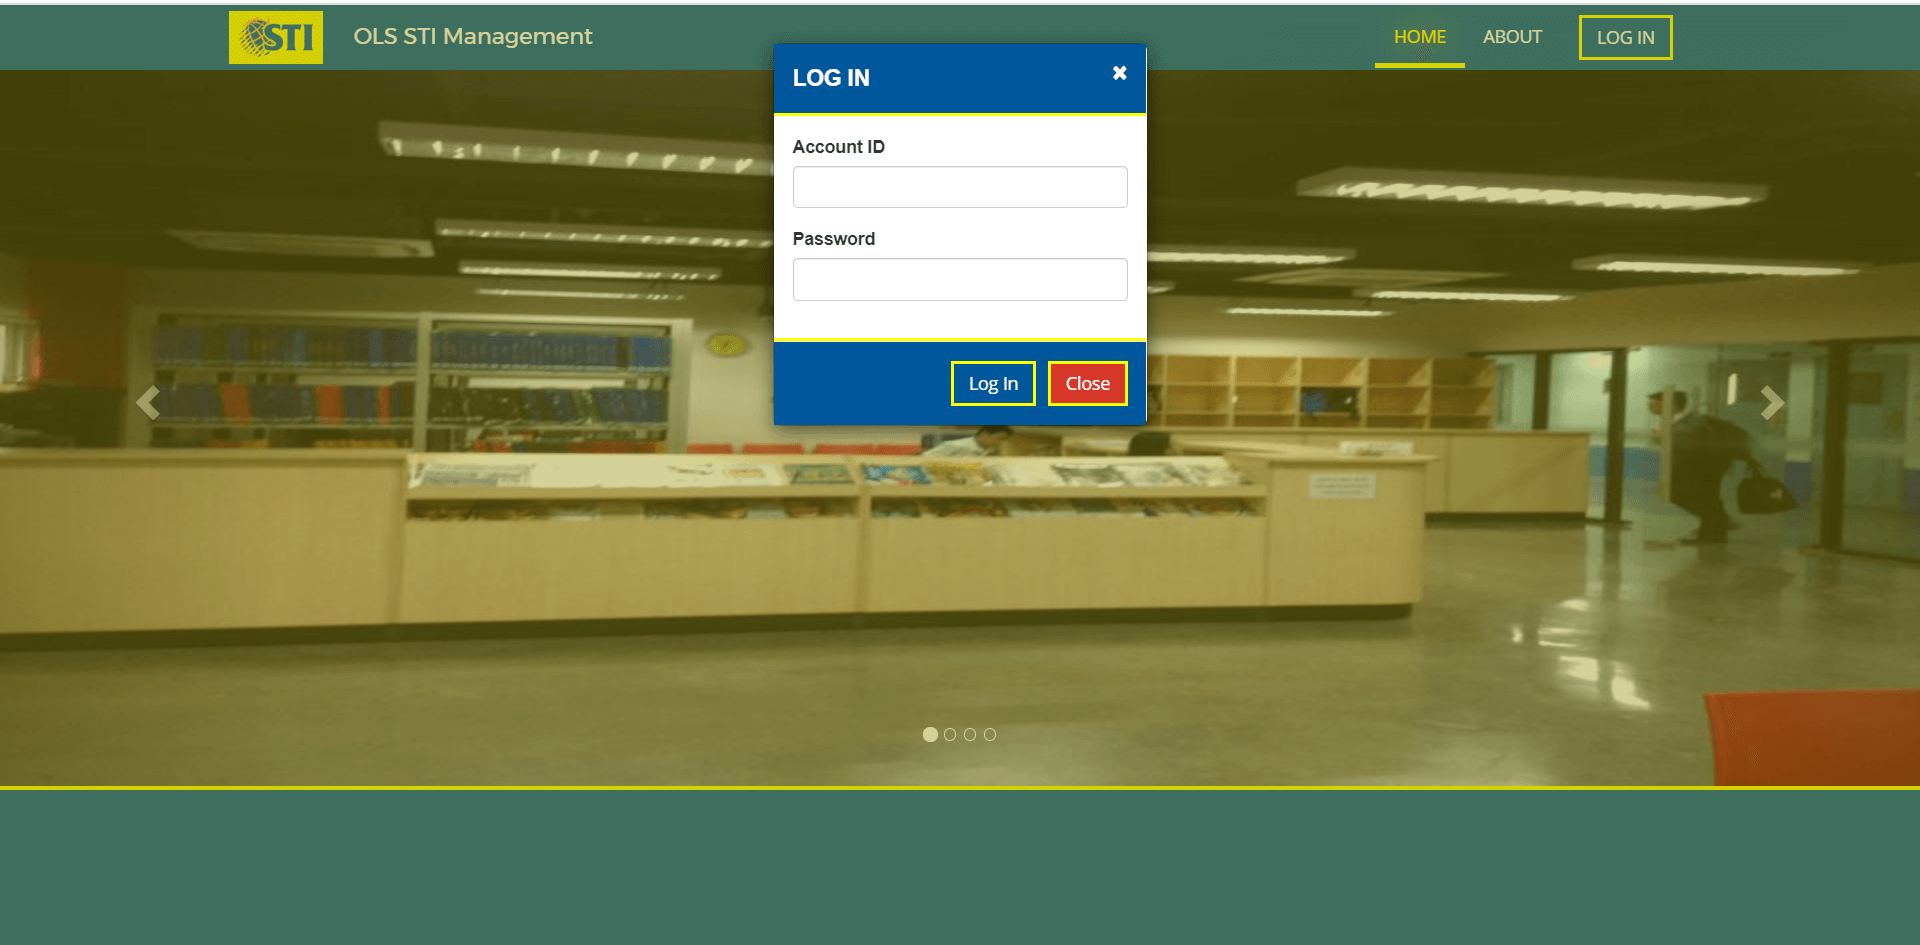 STI
OLS STI Management
HOME
ABOUT
LOG IN
LOG IN
Account ID
Password
Log In
Close